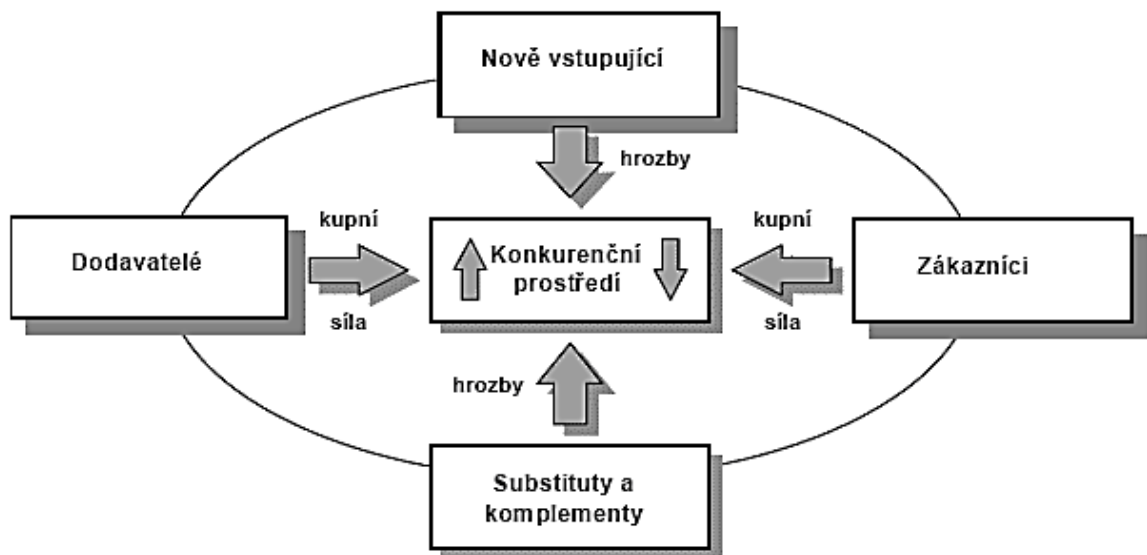 Nově vstupující
hrozby
kupní
kupní
Dodavatelé
Konkurenční
prostředí
Zákazníci
síla
síla
hrozby
Substituty a
komplementy